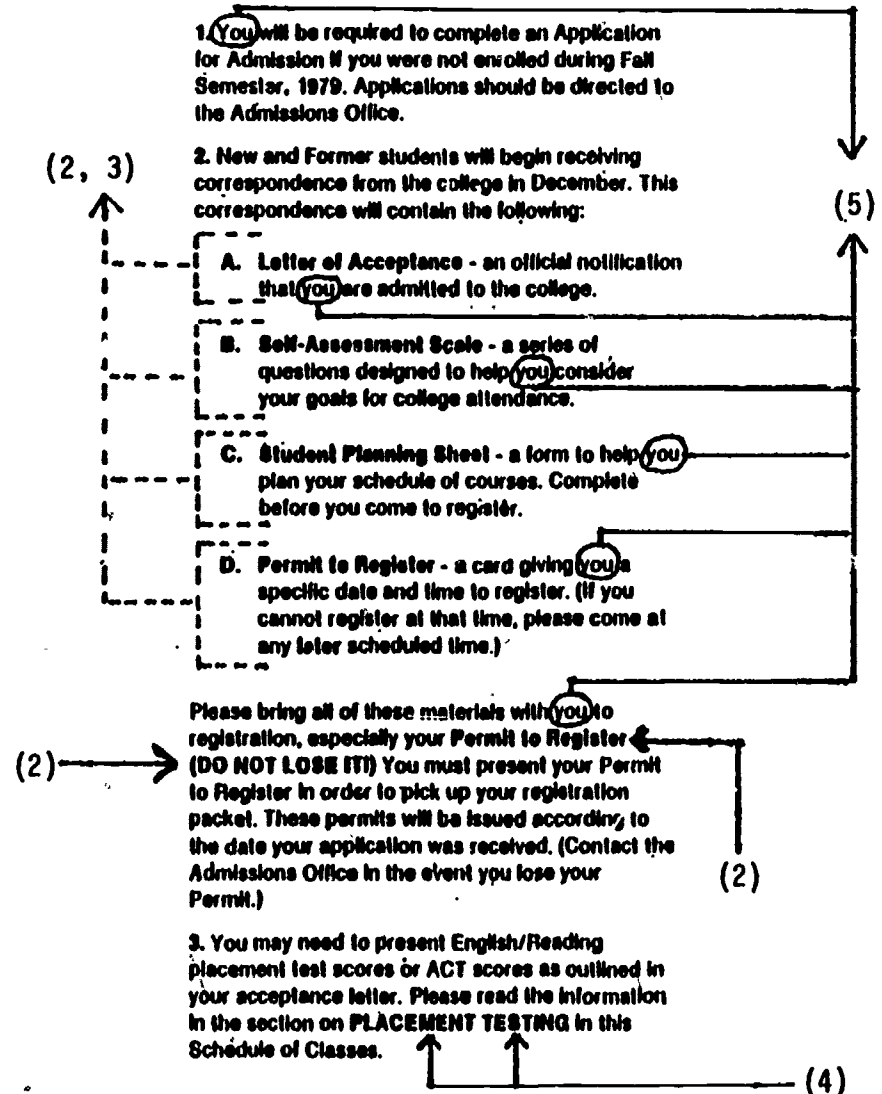 1. You will be required to complete an Application
for Admission if you were not enrolled during Fall
Semester, 1979. Applications should be directed to
the Admissions Office.
2. New and Former students will begin receiving
(2, 3)
correspondence from the college in December. This
correspondence will contain the following:
(5)
A. Letter of Acceptance - an official notification
that you are admitted to the college.
B. Self-Assessment Scale - a series of
questions designed to help you consider
your goals for college attendance.
C. Student Planning Sheet - a form to help you
plan your schedule of courses. Complete
before you come to register.
D. Permit to Register - a card giving you a
specific date and time to register. (If you
cannot register at that time, please come at
any later scheduled time.)
Please bring all of these materials with you to
registration, especially your Permit to Register
(2)
(DO NOT LOSE IT!) You must present your Permit
to Register in order to pick up your registration
packet. These permits will be issued according to
the date your application was received. (Contact the
Admissions Office in the event you lose your
(2)
Permit.)
3. You may need to present English/Reading
placement test scores or ACT scores as outlined in
your acceptance letter. Please read the information
in the section on PLACEMENT TESTING in this
Schedule of Classes.
(4)